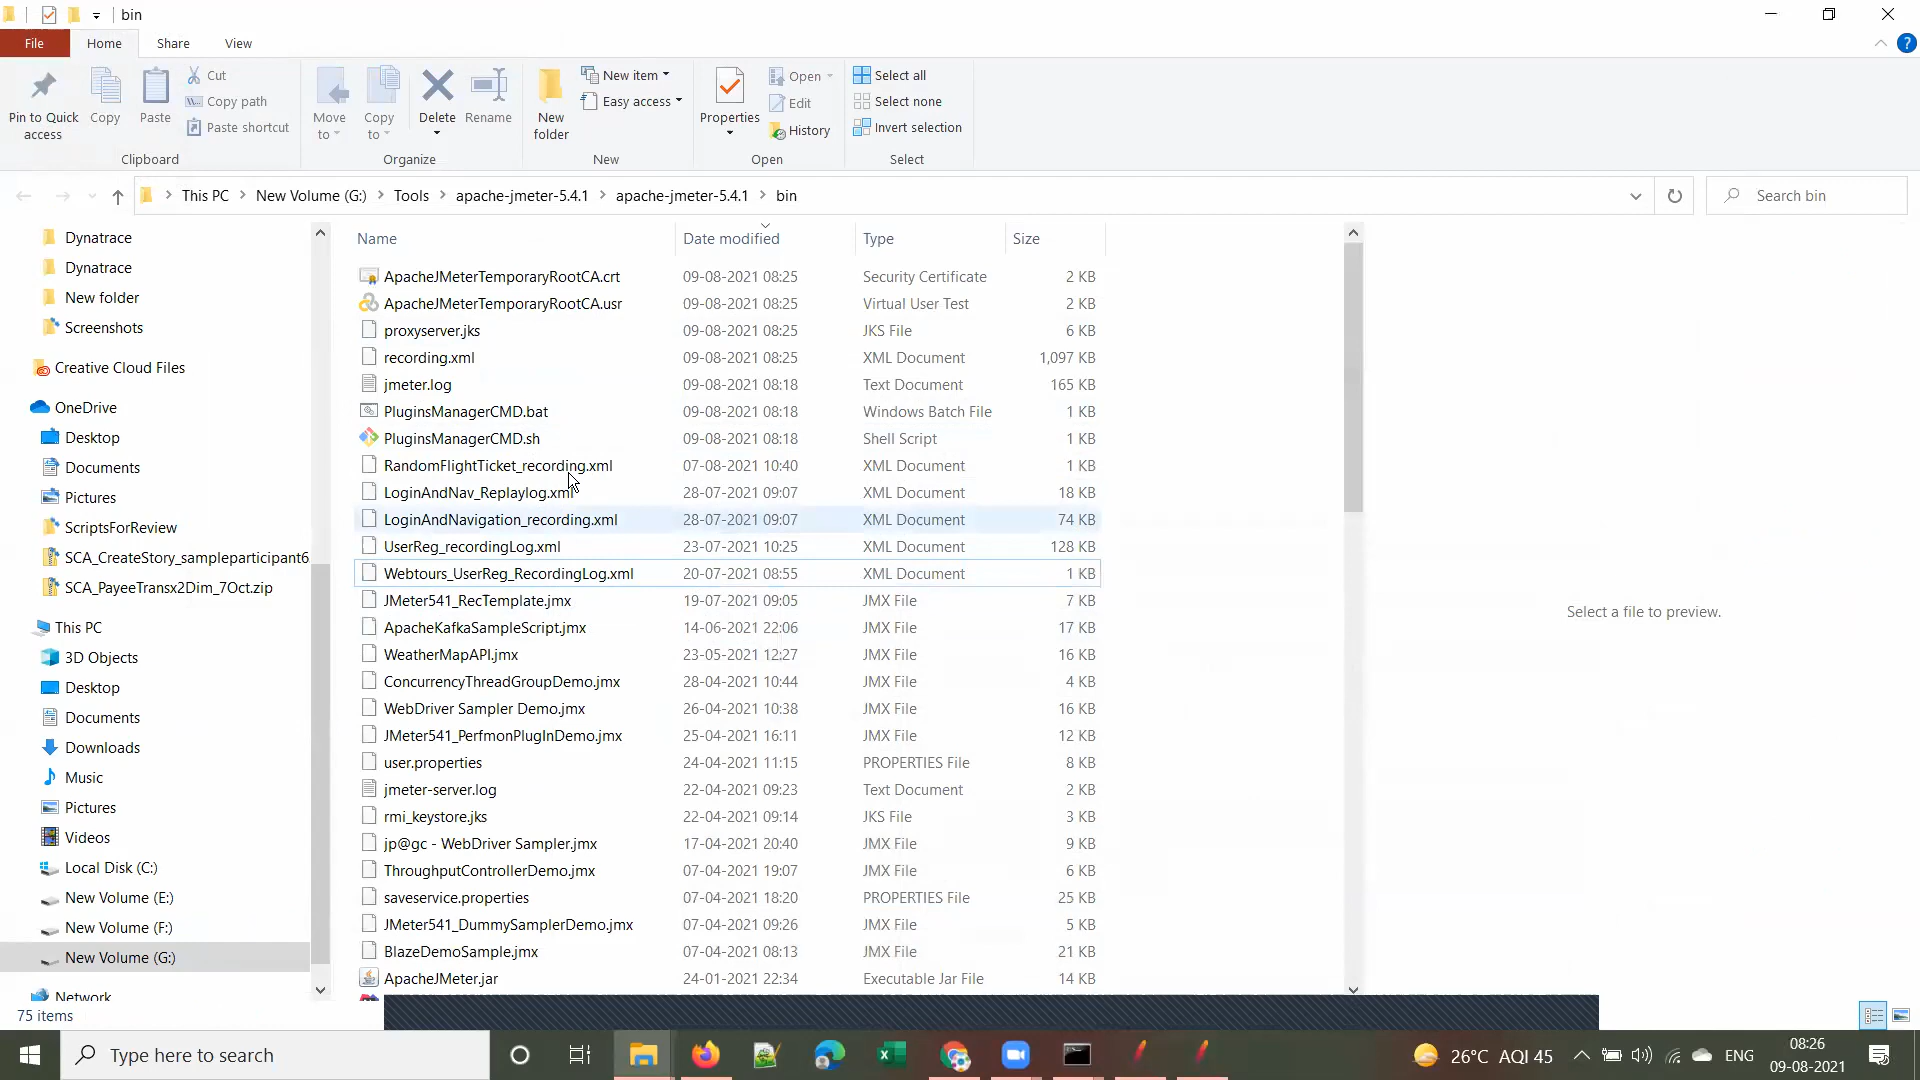 bin
File Home Share View
Pin to Quick access
Copy
Paste
Cut
Copy path
Paste shortcut
Clipboard
Move to
Copy to
Delete
Rename
Organize
New folder
New item
Easy access
New
Properties
Open
Edit
History
Open
Select all
Select none
Invert selection
Select
This PC > New Volume (G:) > Tools > apache-jmeter-5.4.1 > apache-jmeter-5.4.1 > bin
Search bin
Dynatrace
Dynatrace
New folder
Screenshots
Creative Cloud Files
OneDrive
Desktop
Documents
Pictures
ScriptsForReview
SCA_CreateStory_sampleparticipant6
SCA_PayeeTransx2Dim_7Oct.zip
This PC
3D Objects
Desktop
Documents
Downloads
Music
Pictures
Videos
Local Disk (C:)
New Volume (E:)
New Volume (F:)
New Volume (G:)
Network
Name Date modified Type Size
ApacheJMeterTemporaryRootCA.crt 09-08-2021 08:25 Security Certificate 2 KB
ApacheJMeterTemporaryRootCA.usr 09-08-2021 08:25 Virtual User Test 2 KB
proxyserver.jks 09-08-2021 08:25 JKS File 6 KB
recording.xml 09-08-2021 08:25 XML Document 1,097 KB
jmeter.log 09-08-2021 08:18 Text Document 165 KB
PluginsManagerCMD.bat 09-08-2021 08:18 Windows Batch File 1 KB
PluginsManagerCMD.sh 09-08-2021 08:18 Shell Script 1 KB
RandomFlightTicket_recording.xml 07-08-2021 10:40 XML Document 1 KB
LoginAndNav_Replaylog.xml 28-07-2021 09:07 XML Document 18 KB
LoginAndNavigation_recording.xml 28-07-2021 09:07 XML Document 74 KB
UserReg_recordingLog.xml 23-07-2021 10:25 XML Document 128 KB
Webtours_UserReg_RecordingLog.xml 20-07-2021 08:55 XML Document 1 KB
JMeter541_RecTemplate.jmx 19-07-2021 09:05 JMX File 7 KB
ApacheKafkaSampleScript.jmx 14-06-2021 22:06 JMX File 17 KB
WeatherMapAPI.jmx 23-05-2021 12:27 JMX File 16 KB
ConcurrencyThreadGroupDemo.jmx 28-04-2021 10:44 JMX File 4 KB
WebDriver Sampler Demo.jmx 26-04-2021 10:38 JMX File 16 KB
JMeter541_PerfmonPlugInDemo.jmx 25-04-2021 16:11 JMX File 12 KB
user.properties 24-04-2021 11:15 PROPERTIES File 8 KB
jmeter-server.log 22-04-2021 09:23 Text Document 2 KB
rmi_keystore.jks 22-04-2021 09:14 JKS File 3 KB
jp@gc - WebDriver Sampler.jmx 17-04-2021 20:40 JMX File 9 KB
ThroughputControllerDemo.jmx 07-04-2021 19:07 JMX File 6 KB
saveservice.properties 07-04-2021 18:20 PROPERTIES File 25 KB
JMeter541_DummySamplerDemo.jmx 07-04-2021 09:26 JMX File 5 KB
BlazeDemoSample.jmx 07-04-2021 08:13 JMX File 21 KB
ApacheJMeter.jar 24-01-2021 22:34 Executable Jar File 14 KB
Select a file to preview.
75 items
Type here to search
26°C AQI 45
ENG
08:26
09-08-2021